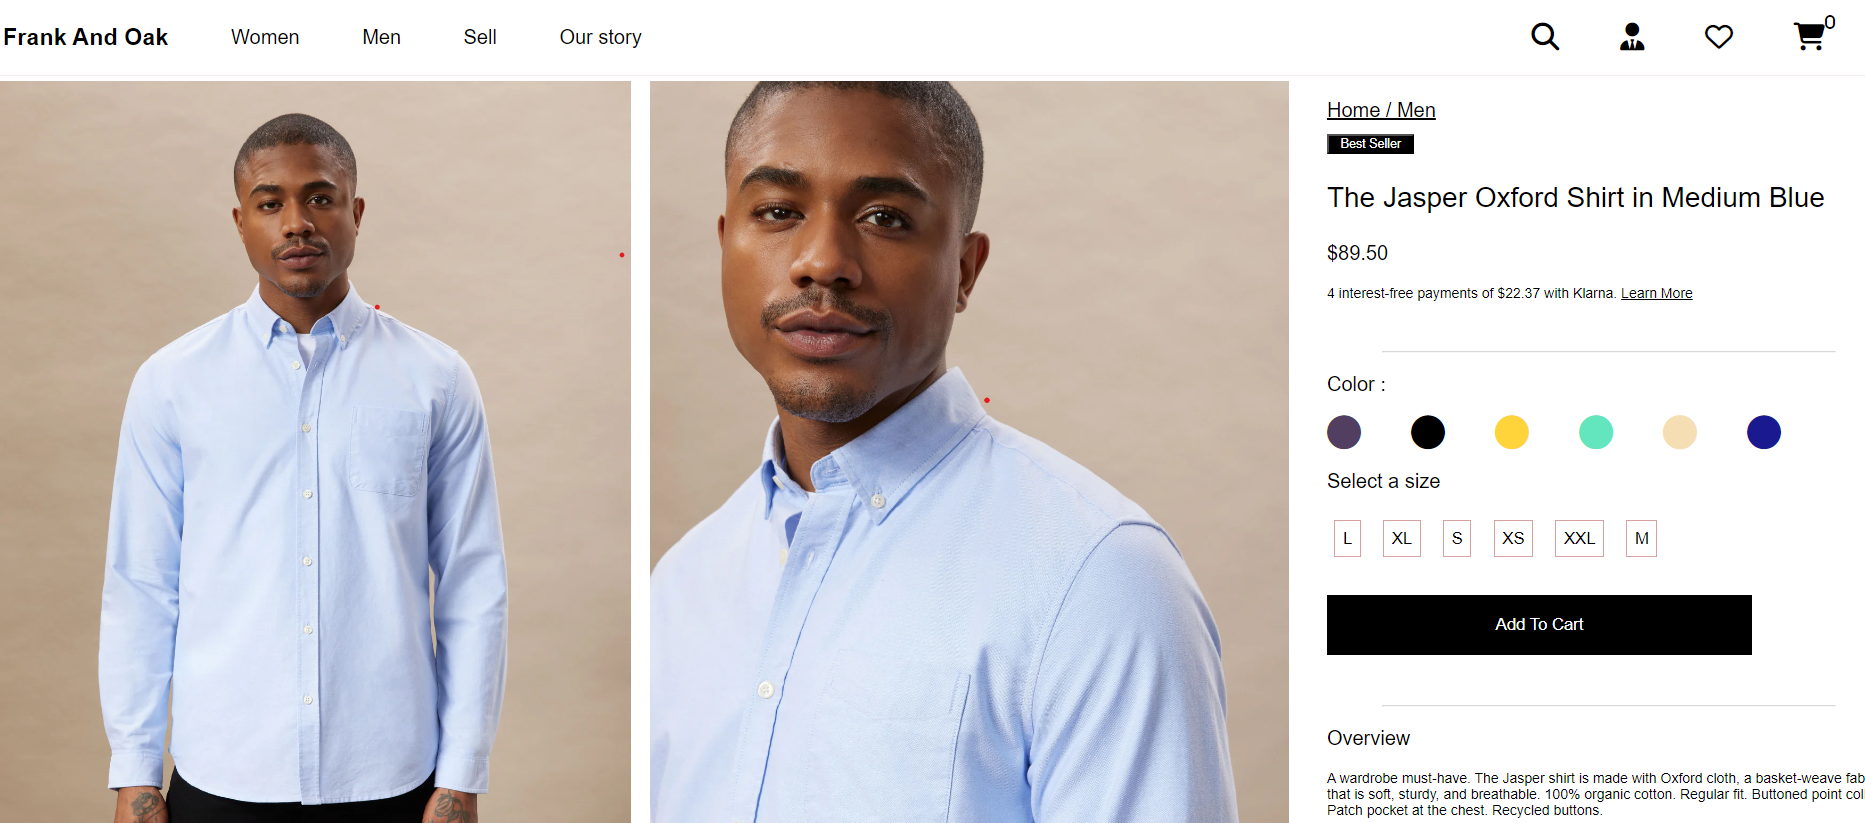 Frank And Oak
Women
Men
Sell
Our story
0
Home / Men
Best Seller
The Jasper Oxford Shirt in Medium Blue
$89.50
4 interest-free payments of $22.37 with Klarna. Learn More
Color :
Select a size
L
XL
S
XS
XXL
M
Add To Cart
Overview
A wardrobe must-have. The Jasper shirt is made with Oxford cloth, a basket-weave fab
that is soft, sturdy, and breathable. 100% organic cotton. Regular fit. Buttoned point col
Patch pocket at the chest. Recycled buttons.